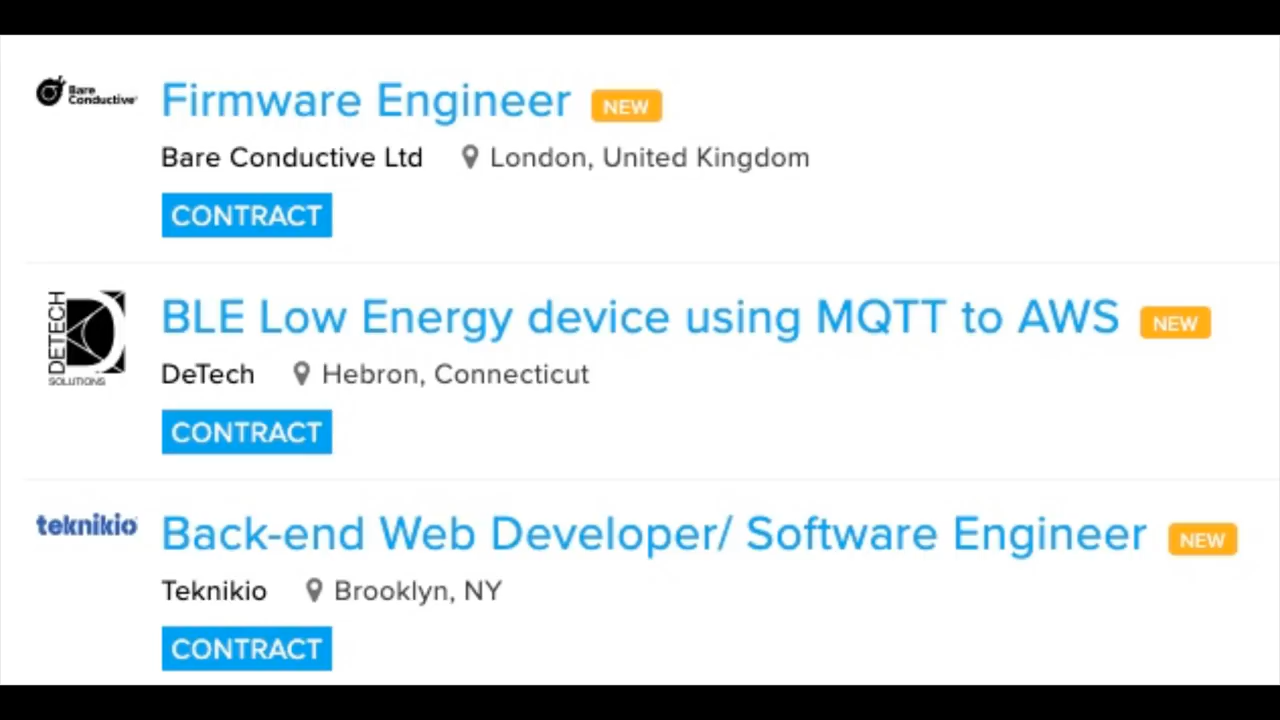 Bare
Conductive
Firmware Engineer NEW
Bare Conductive Ltd London, United Kingdom
CONTRACT
DETECH
SOLUTIONS
BLE Low Energy device using MQTT to AWS NEW
DeTech Hebron, Connecticut
CONTRACT
teknikio
Back-end Web Developer/ Software Engineer NEW
Teknikio Brooklyn, NY
CONTRACT